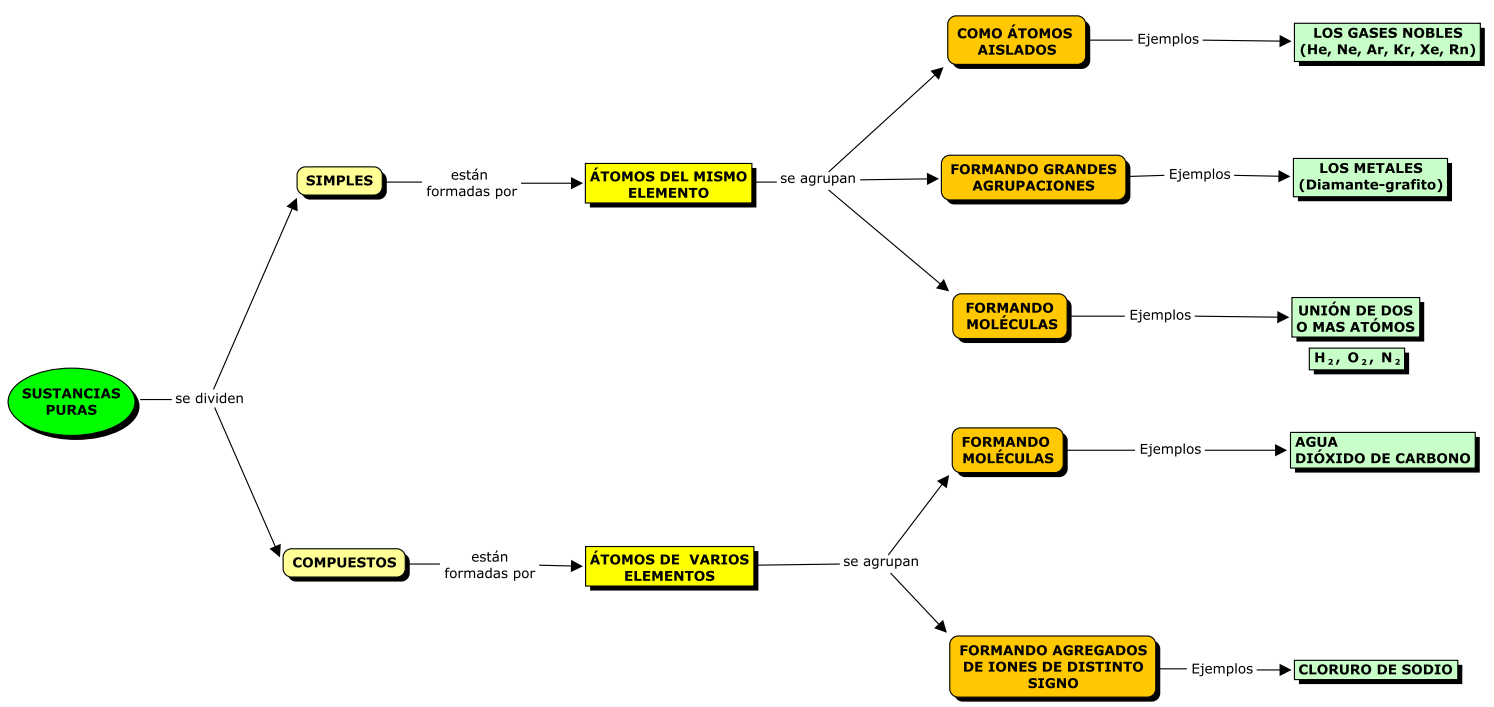 SUSTANCIAS
PURAS
se dividen
SIMPLES
están
formadas por
ÁTOMOS DEL MISMO
ELEMENTO
se agrupan
COMO ÁTOMOS
AISLADOS
Ejemplos
LOS GASES NOBLES
(He, Ne, Ar, Kr, Xe, Rn)
FORMANDO GRANDES
AGRUPACIONES
Ejemplos
LOS METALES
(Diamante-grafito)
FORMANDO
MOLÉCULAS
Ejemplos
UNIÓN DE DOS
O MAS ATÓMOS
H₂, O₂, N₂
COMPUESTOS
están
formadas por
ÁTOMOS DE VARIOS
ELEMENTOS
se agrupan
FORMANDO
MOLÉCULAS
Ejemplos
AGUA
DIÓXIDO DE CARBONO
FORMANDO AGREGADOS
DE IONES DE DISTINTO
SIGNO
Ejemplos
CLORURO DE SODIO